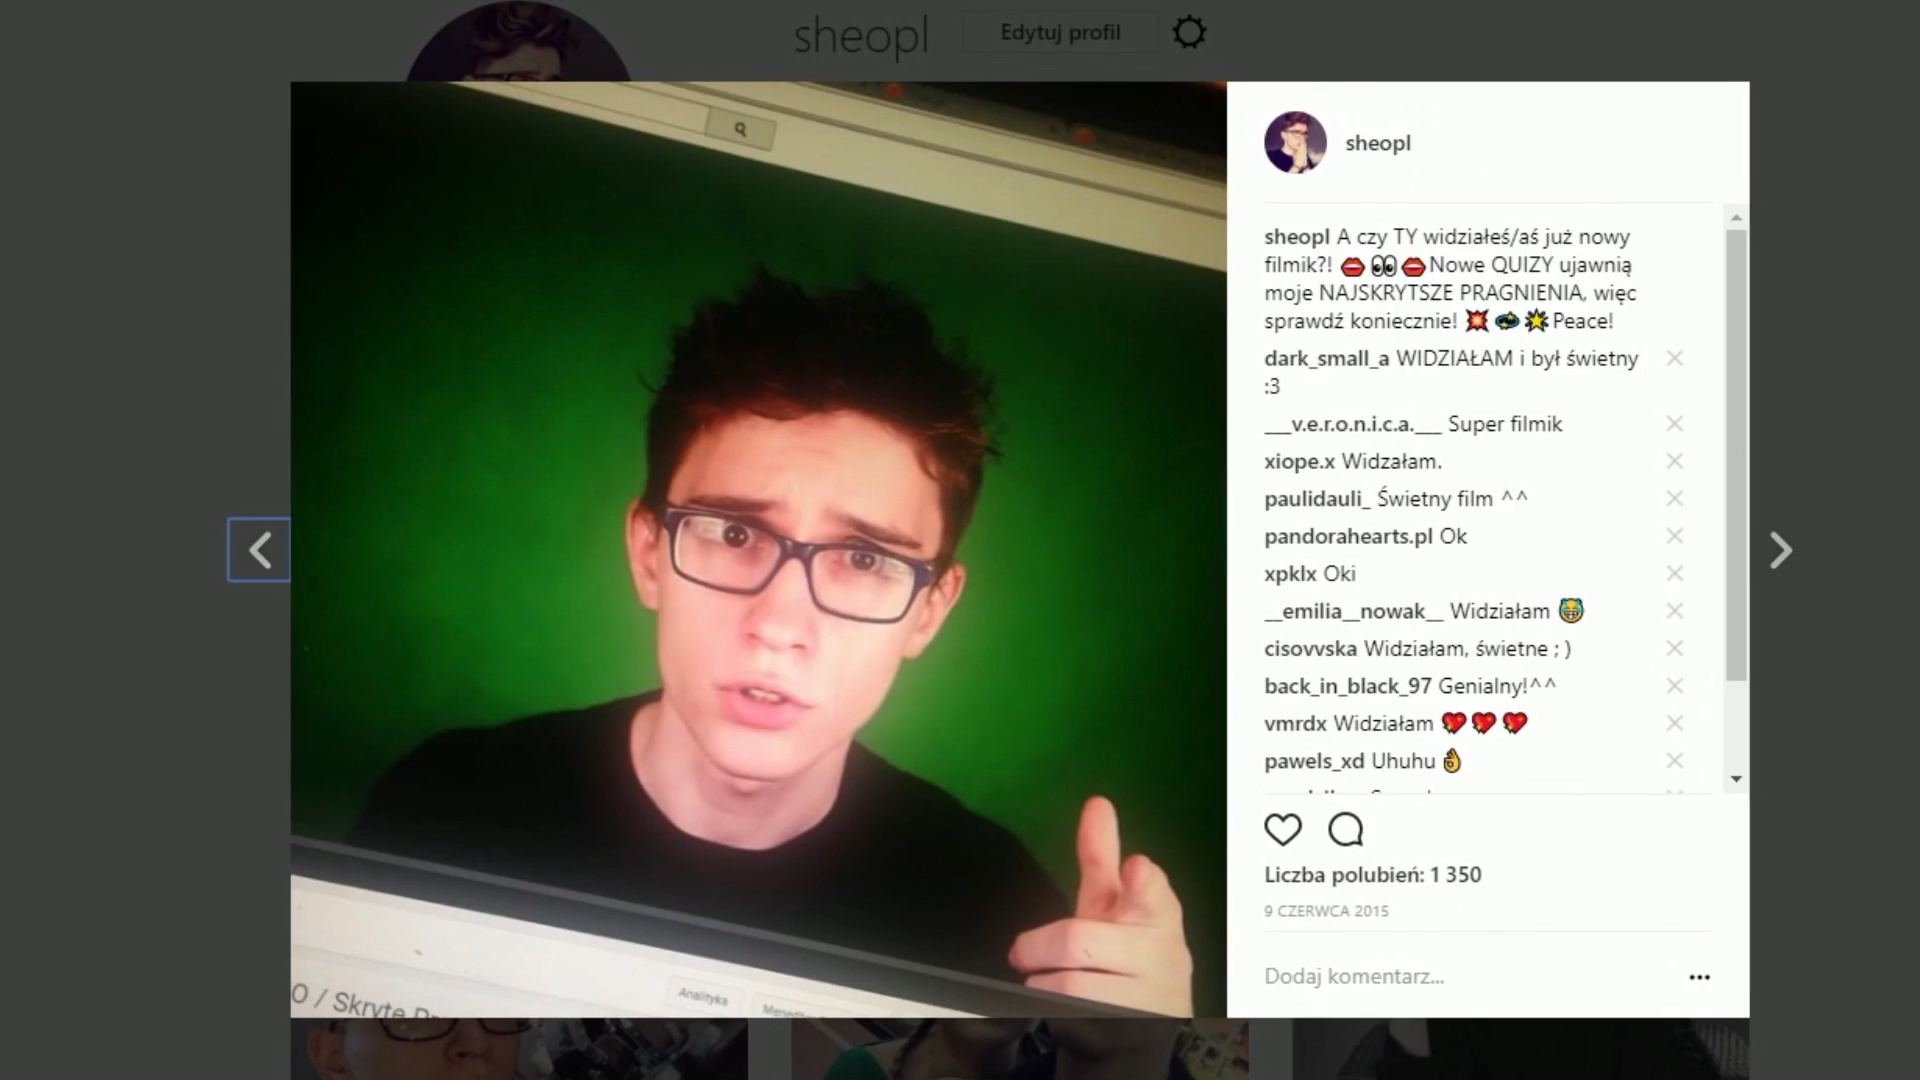 sheopl
Edytuj profil
sheopl
sheopl A czy TY widziałeś/aś już nowy
filmik?! 👄👀👄Nowe QUIZY ujawnią
moje NAJSKRYTSZE PRAGNIENIA, więc
sprawdź koniecznie! 💥💫🌟Peace!
dark_small_a WIDZIAŁAM i był świetny
:3
___v.e.r.o.n.i.c.a.___ Super filmik
xiope.x Widzałam.
paulidauli_ Świetny film ^^
pandorahearts.pl Ok
xpklx Oki
__emilia__nowak__ Widziałam 😹
cisovvska Widziałam, świetne ; )
back_in_black_97 Genialny!^^
vmrdx Widziałam 💖💖💖
pawels_xd Uhuhu 👌
Liczba polubień: 1 350
9 CZERWCA 2015
Dodaj komentarz...
Analityka
O / Skryte